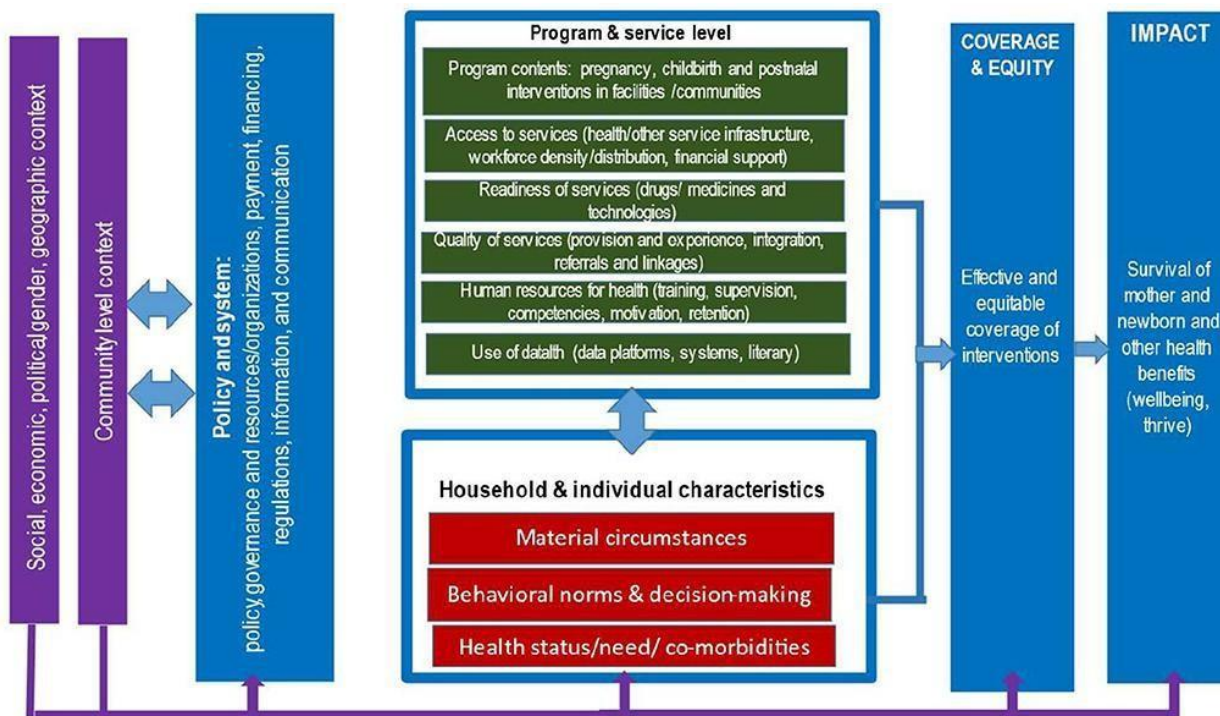 Social, economic, political,gender, geographic context
Community level context
Policy and system:
policy,governance and resources/organizations, payment, financing,
regulations, information, and communication
Program & service level
Program contents: pregnancy, childbirth and postnatal
interventions in facilities /communities
Access to services (health/other service infrastructure,
workforce density/distribution, financial support)
Readiness of services (drugs/ medicines and
technologies)
Quality of services (provision and experience, integration,
referrals and linkages)
Human resources for health (training, supervision,
competencies, motivation, retention)
Use of datalth (data platforms, systems, literary)
Household & individual characteristics
Material circumstances
Behavioral norms & decision-making
Health status/need/ co-morbidities
COVERAGE
& EQUITY
Effective and
equitable
coverage of
interventions
IMPACT
Survival of
mother and
newborn and
other health
benefits
(wellbeing,
thrive)